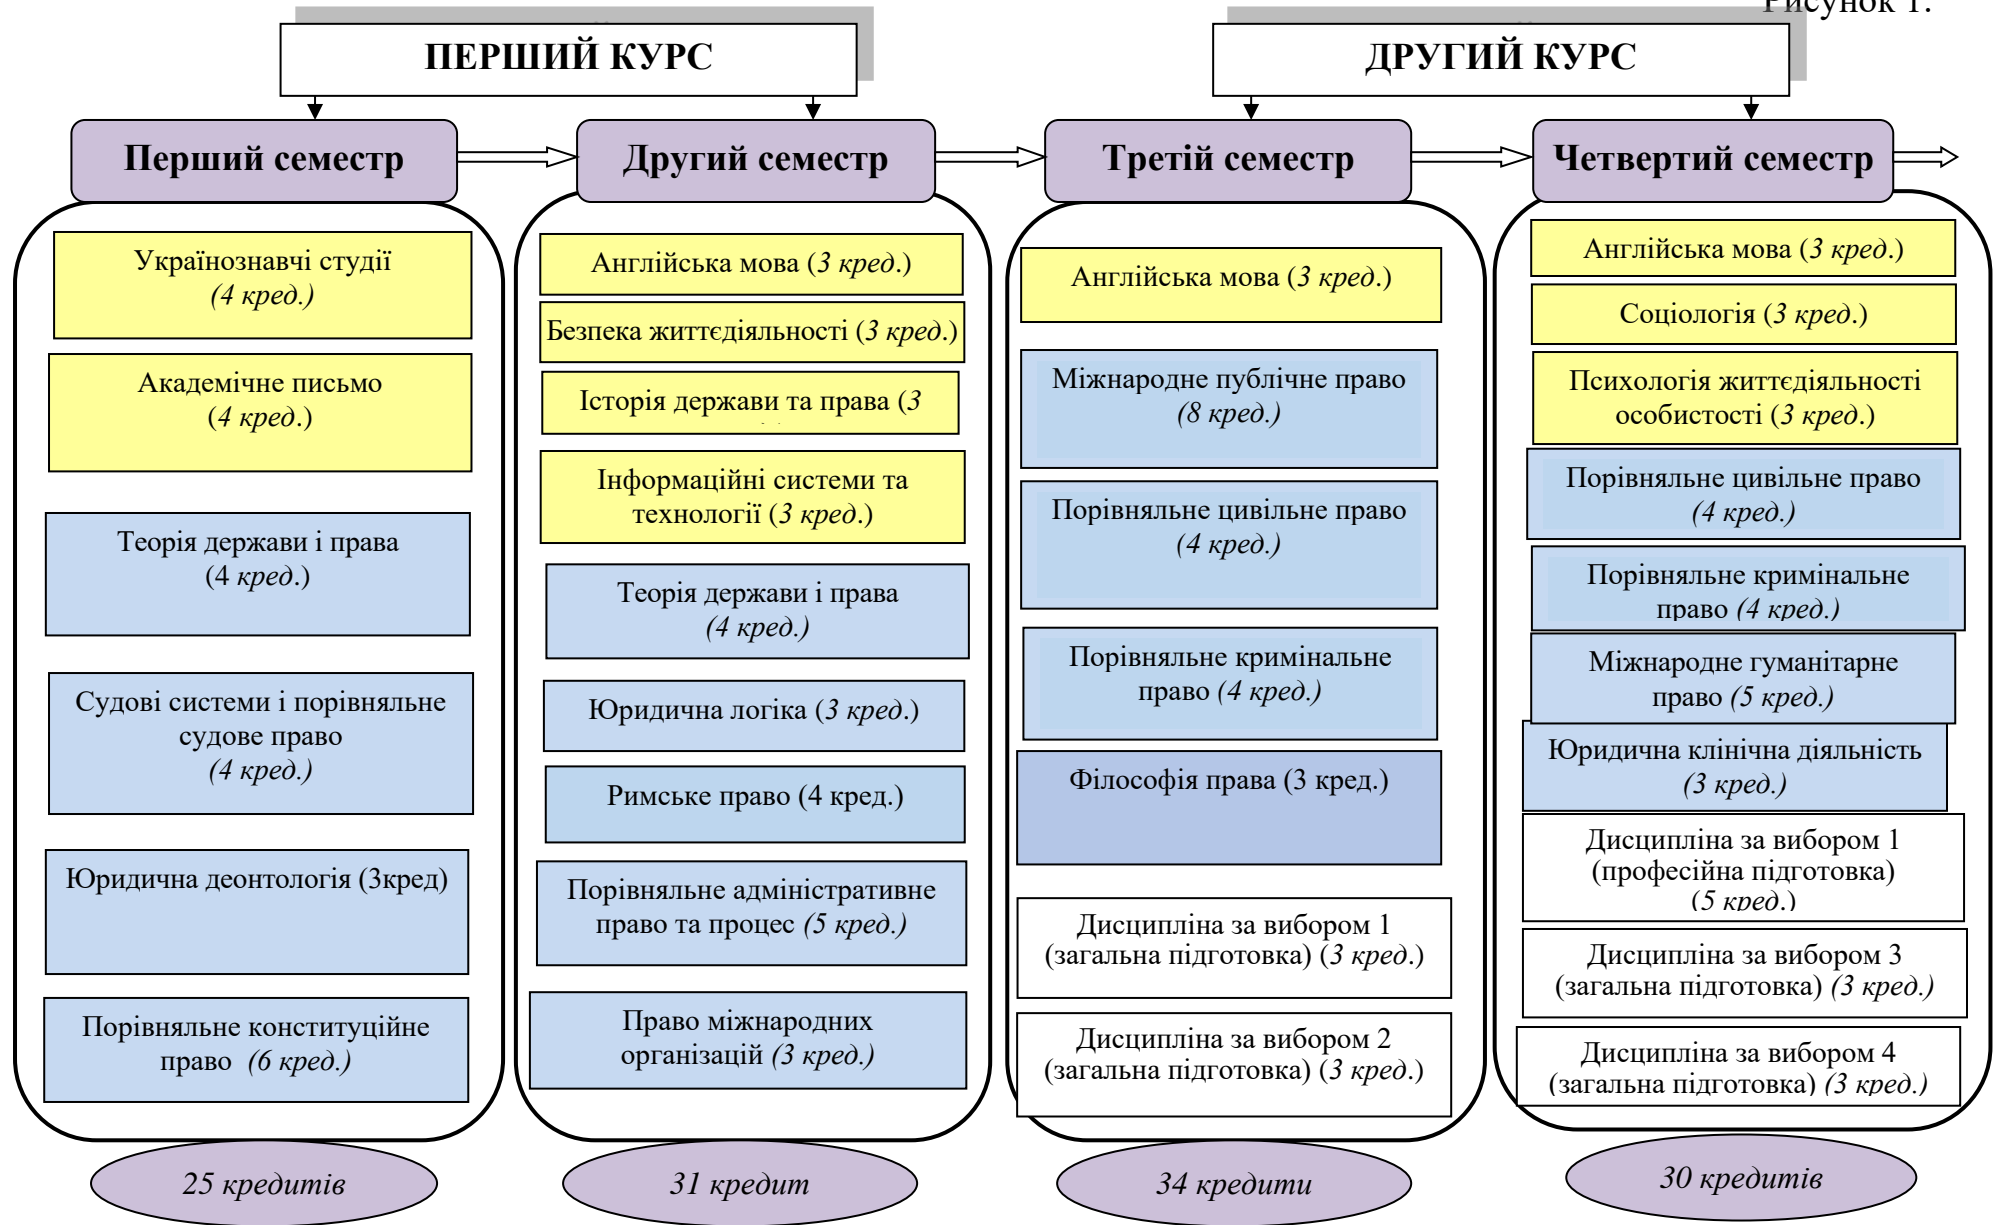 Рисунок 1.
ПЕРШИЙ КУРС
ДРУГИЙ КУРС
Перший семестр
Другий семестр
Третій семестр
Четвертий семестр
Українознавчі студії
(4 кред.)
Академічне письмо
(4 кред.)
Теорія держави і права
(4 кред.)
Судові системи і порівняльне
судове право
(4 кред.)
Юридична деонтологія (3кред)
Порівняльне конституційне
право (6 кред.)
25 кредитів
Англійська мова (3 кред.)
Безпека життєдіяльності (3 кред.)
Історія держави та права (3
Інформаційні системи та
технології (3 кред.)
Теорія держави і права
(4 кред.)
Юридична логіка (3 кред.)
Римське право (4 кред.)
Порівняльне адміністративне
право та процес (5 кред.)
Право міжнародних
організацій (3 кред.)
31 кредит
Англійська мова (3 кред.)
Міжнародне публічне право
(8 кред.)
Порівняльне цивільне право
(4 кред.)
Порівняльне кримінальне
право (4 кред.)
Філософія права (3 кред.)
Дисципліна за вибором 1
(загальна підготовка) (3 кред.)
Дисципліна за вибором 2
(загальна підготовка) (3 кред.)
34 кредити
Англійська мова (3 кред.)
Соціологія (3 кред.)
Психологія життєдіяльності
особистості (3 кред.)
Порівняльне цивільне право
(4 кред.)
Порівняльне кримінальне
право (4 кред.)
Міжнародне гуманітарне
право (5 кред.)
Юридична клінічна діяльність
(3 кред.)
Дисципліна за вибором 1
(професійна підготовка)
(5 кред.)
Дисципліна за вибором 3
(загальна підготовка) (3 кред.)
Дисципліна за вибором 4
(загальна підготовка) (3 кред.)
30 кредитів